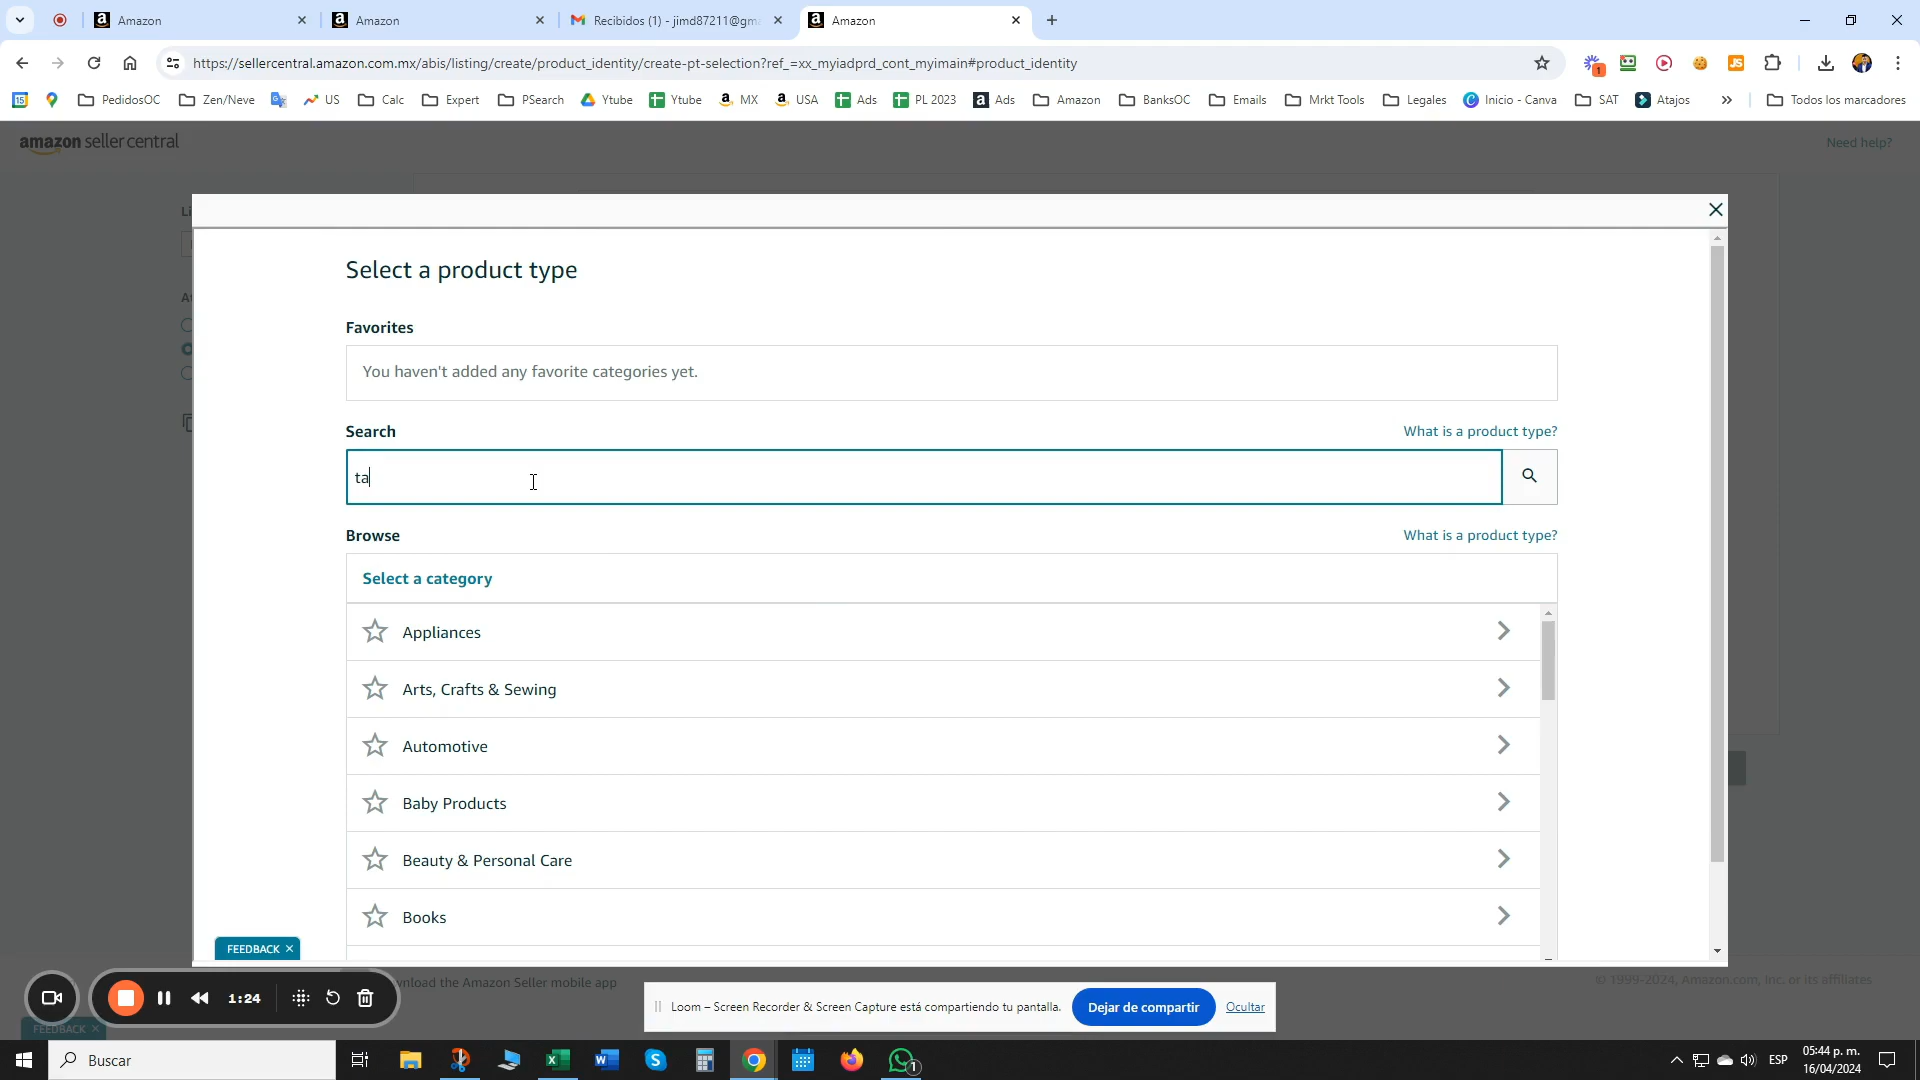 Amazon
Amazon
Recibidos (1) - jimd87211@gm
Amazon
https://sellercentral.amazon.com.mx/abis/listing/create/product_identity/create-pt-selection?ref_=xx_myiadprd_cont_myimain#product_identity
1
JS
15
PedidosOC
Zen/Neve
US
Calc
Expert
PSearch
Ytube
Ytube
MX
USA
Ads
PL 2023
Ads
Amazon
BanksOC
Emails
Mrkt Tools
Legales
Inicio - Canva
SAT
Atajos
Todos los marcadores
amazon seller central
Need help?
Select a product type
Favorites
You haven't added any favorite categories yet.
Search
What is a product type?
ta
Browse
What is a product type?
Select a category
Appliances
Arts, Crafts & Sewing
Automotive
Baby Products
Beauty & Personal Care
Books
FEEDBACK
nload the Amazon Seller mobile app
© 1999-2024, Amazon.com, Inc. or its affiliates
1:24
Loom – Screen Recorder & Screen Capture está compartiendo tu pantalla.
Dejar de compartir
Ocultar
FEEDBACK
Buscar
1
ESP
05:44 p. m.
16/04/2024